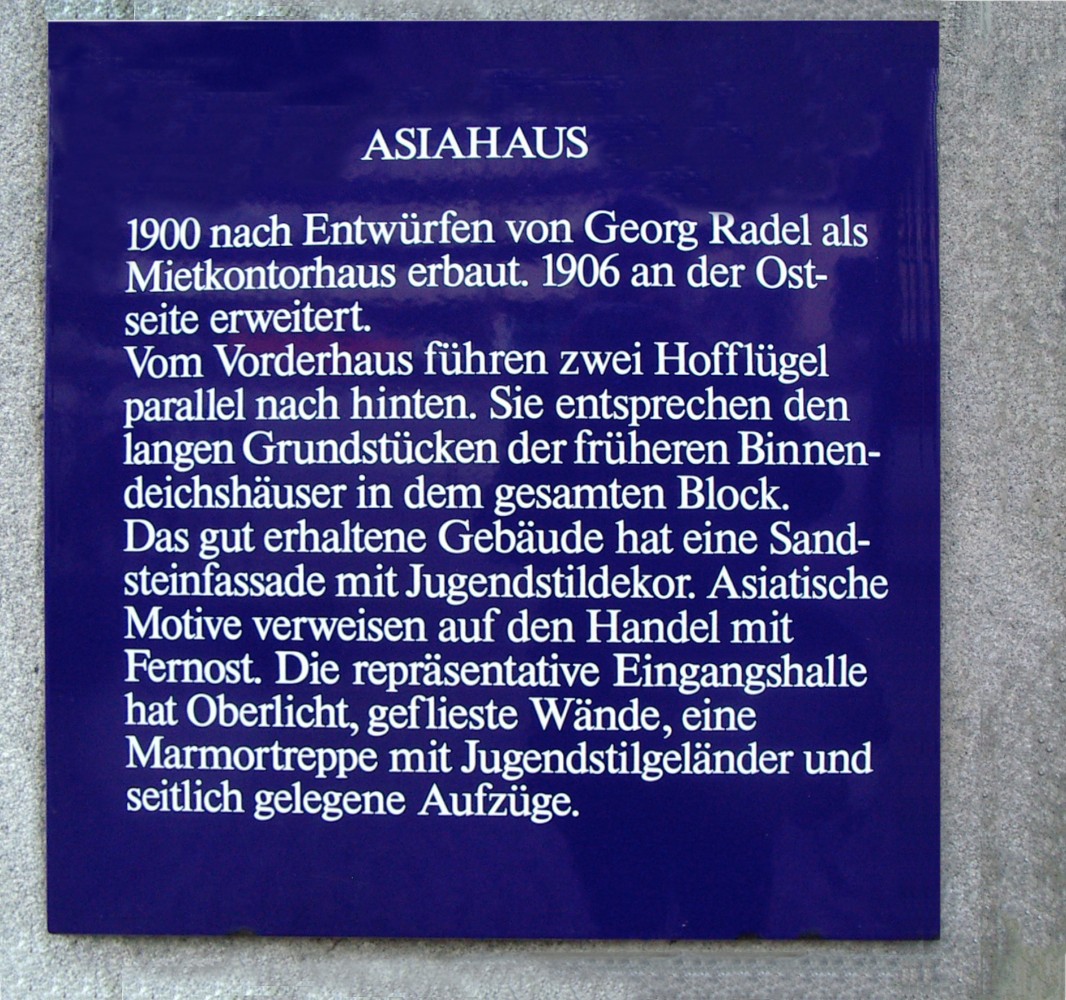 ASIAHAUS
1900 nach Entwürfen von Georg Radel als
Mietkontorhaus erbaut. 1906 an der Ost-
seite erweitert.
Vom Vorderhaus führen zwei Hofflügel
parallel nach hinten. Sie entsprechen den
langen Grundstücken der früheren Binnen-
deichshäuser in dem gesamten Block.
Das gut erhaltene Gebäude hat eine Sand-
steinfassade mit Jugendstildekor. Asiatische
Motive verweisen auf den Handel mit
Fernost. Die repräsentative Eingangshalle
hat Oberlicht, geflieste Wände, eine
Marmortreppe mit Jugendstilgeländer und
seitlich gelegene Aufzüge.